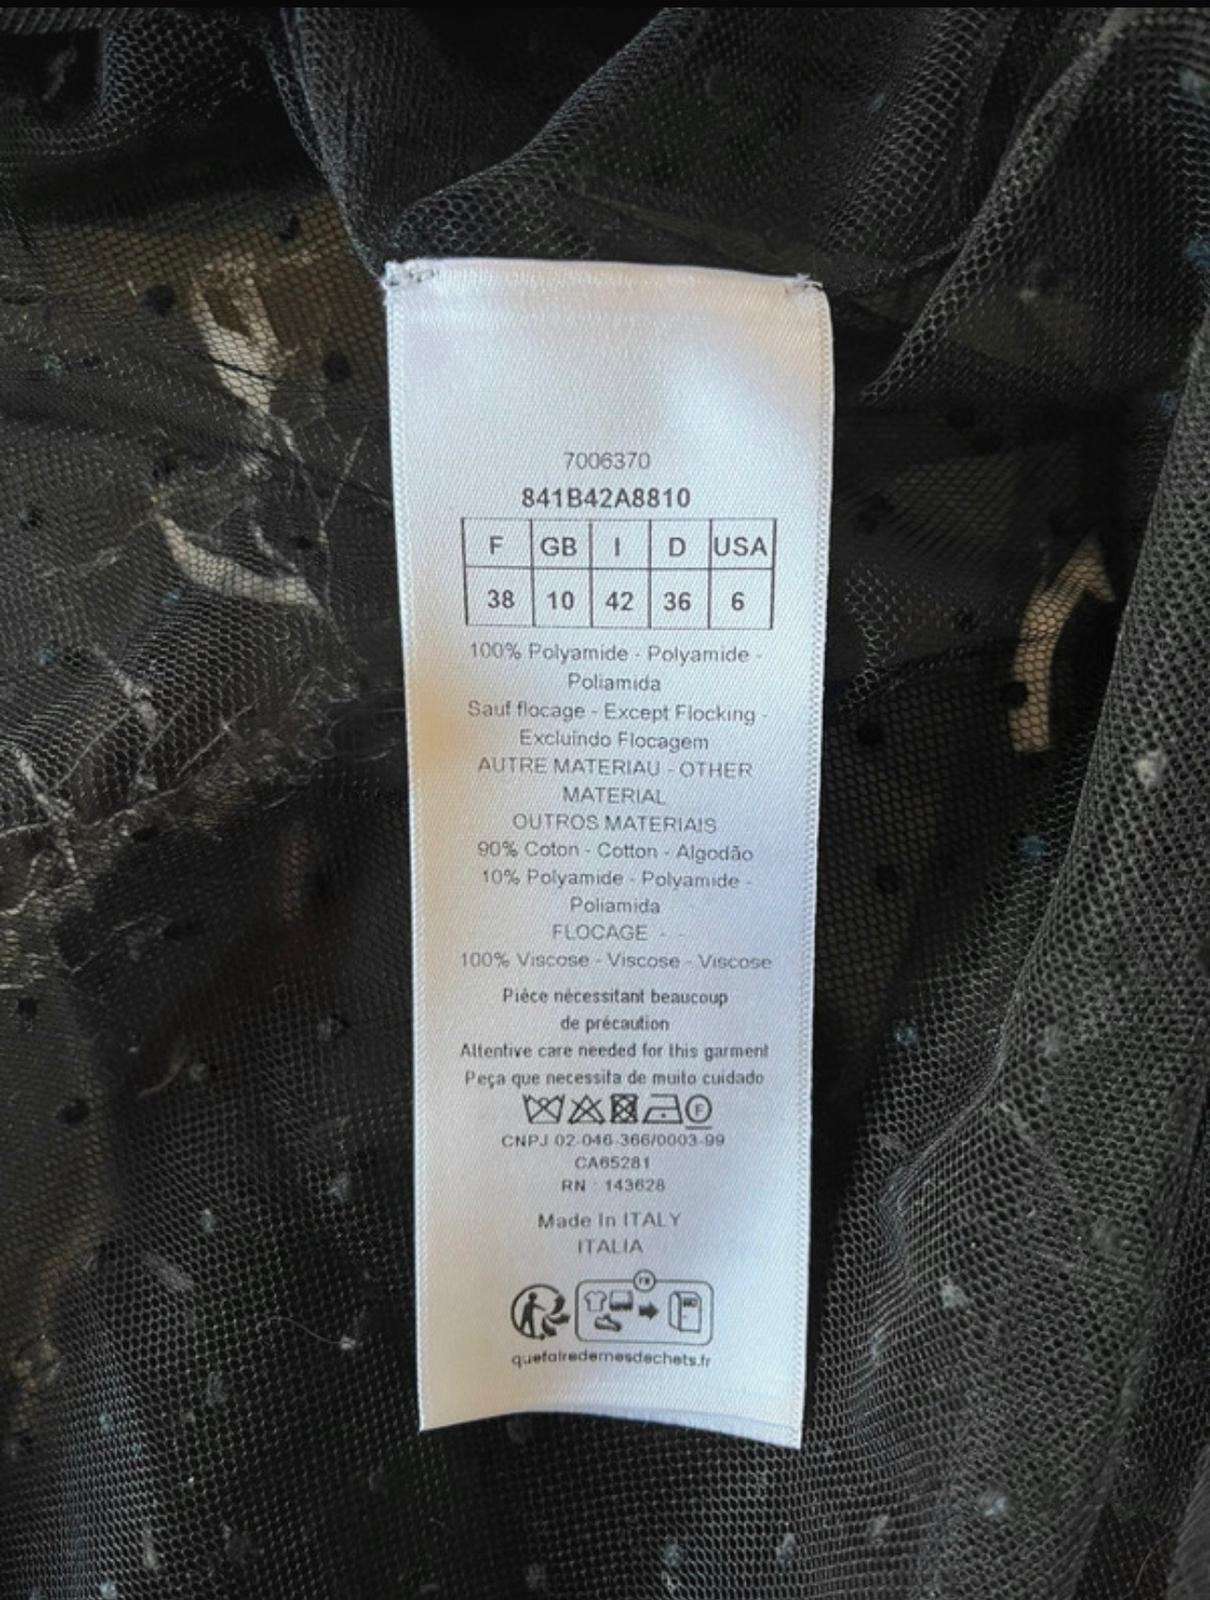 7006370
841B42A8810
F GB I D USA
38 10 42 36 6
100% Polyamide - Polyamide -
Poliamida
Sauf flocage - Except Flocking -
Excluindo Flocagem
AUTRE MATERIAU - OTHER
MATERIAL
OUTROS MATERIAIS
90% Coton - Cotton - Algodão
10% Polyamide - Polyamide -
Poliamida
FLOCAGE - -
100% Viscose - Viscose - Viscose
Pièce nécessitant beaucoup
de précaution
Attentive care needed for this garment
Peça que necessita de muito cuidado
F
CNPJ 02-046-366/0003-99
CA65281
RN : 143628
Made In ITALY
ITALIA
FR
quefairedemesdechets.fr